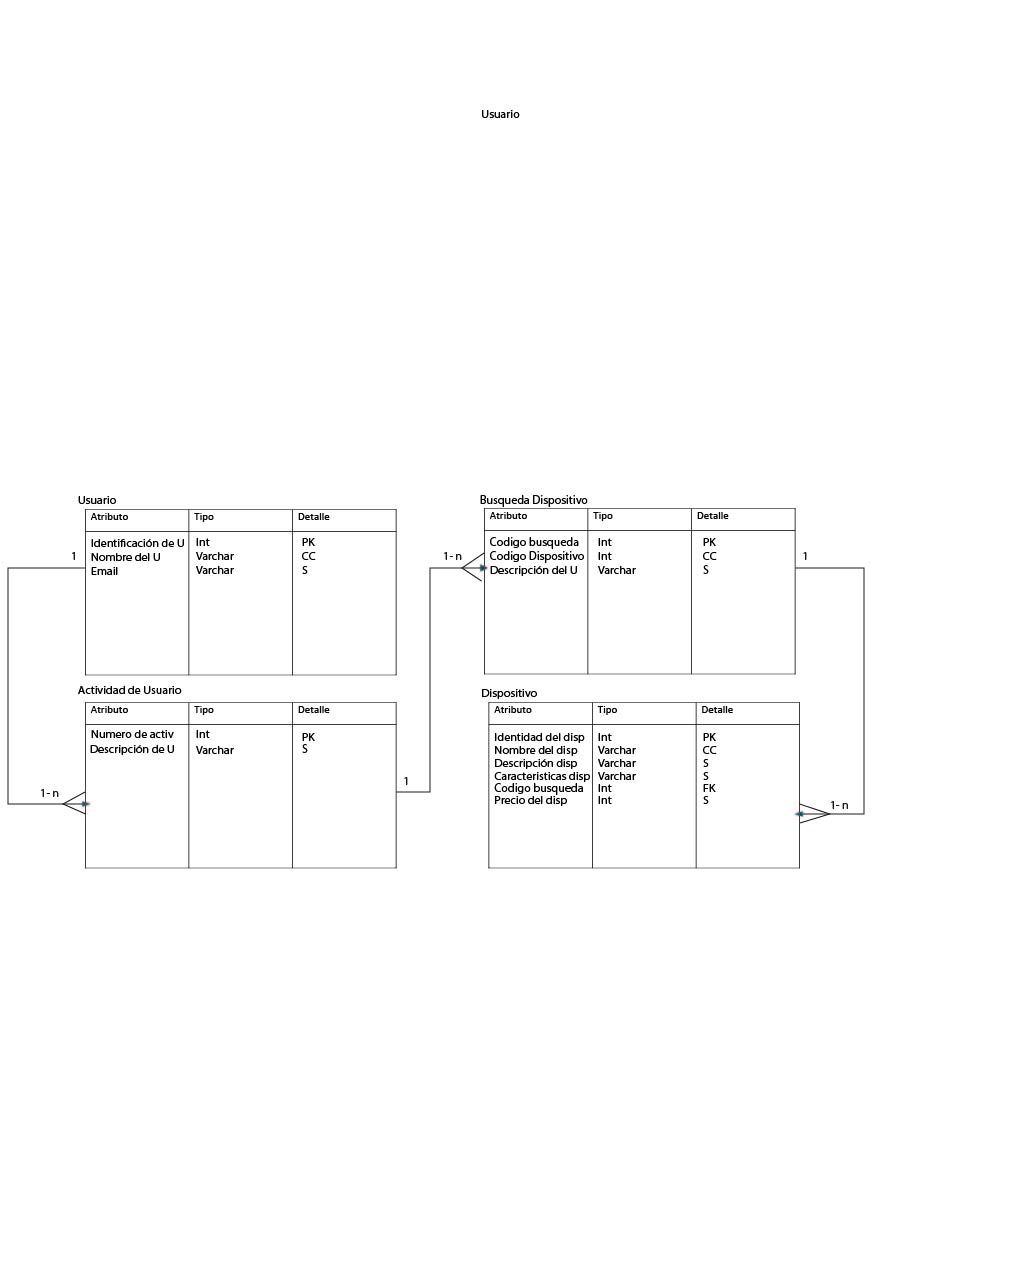 Usuario
Usuario
Atributo Tipo Detalle
Identificación de U Int PK
Nombre del U Varchar CC
Email Varchar S
1
Busqueda Dispositivo
Atributo Tipo Detalle
Codigo busqueda Int PK
Codigo Dispositivo Int CC
Descripción del U Varchar S
1- n
1
Actividad de Usuario
Atributo Tipo Detalle
Numero de activ Int PK
Descripción de U Varchar S
1- n
1
Dispositivo
Atributo Tipo Detalle
Identidad del disp Int PK
Nombre del disp Varchar CC
Descripción disp Varchar S
Caracteristicas disp Varchar S
Codigo busqueda Int FK
Precio del disp Int S
1- n